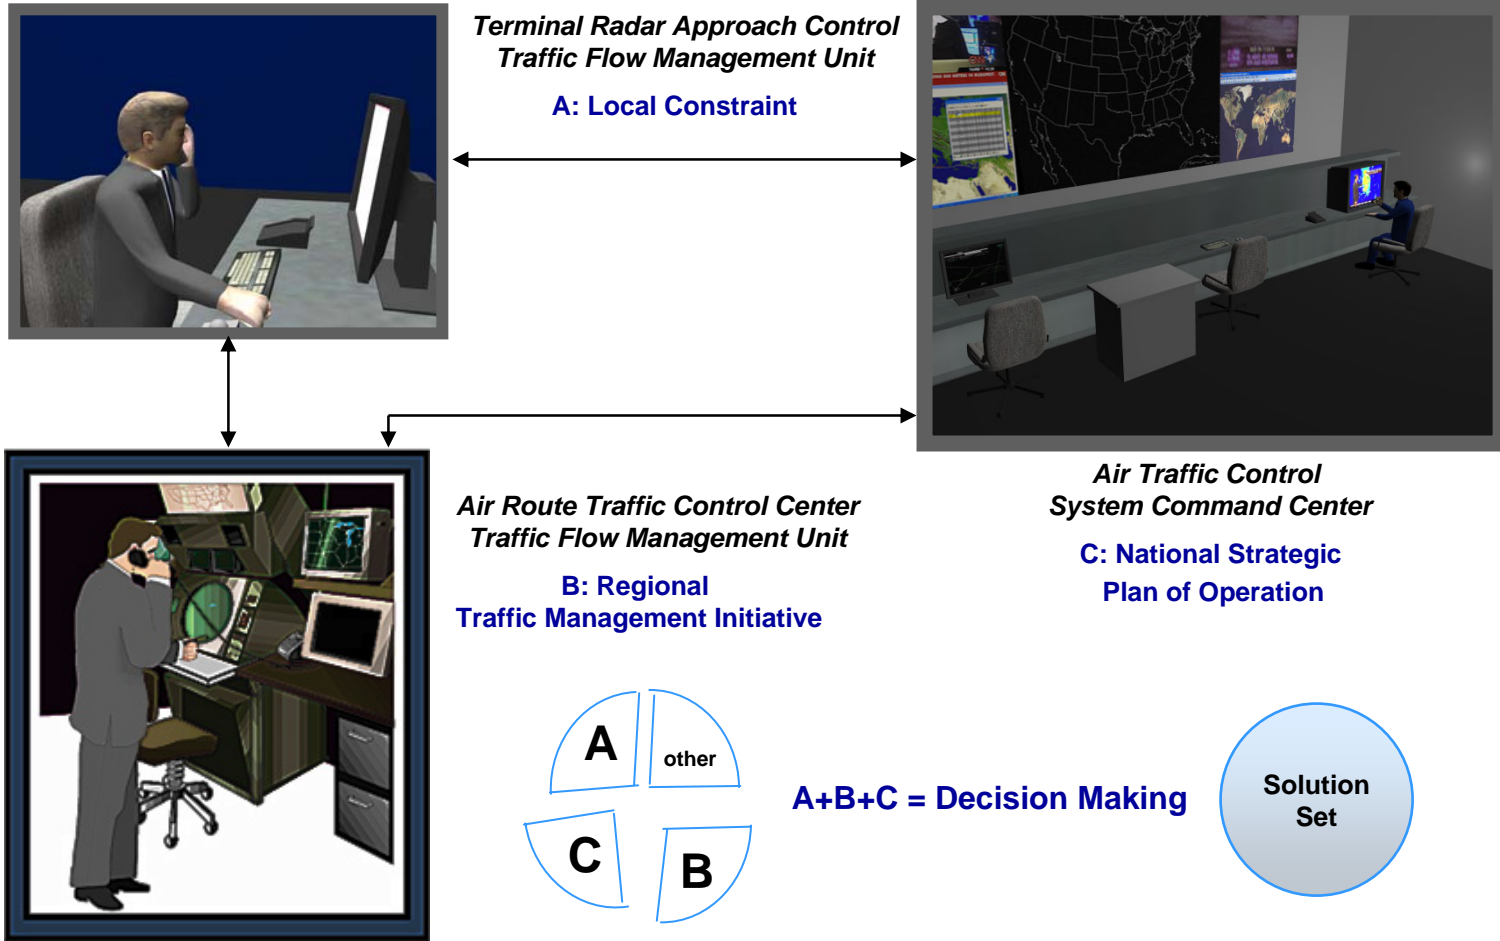 Terminal Radar Approach Control
Traffic Flow Management Unit
A: Local Constraint
Air Route Traffic Control Center
Traffic Flow Management Unit
B: Regional
Traffic Management Initiative
Air Traffic Control
System Command Center
C: National Strategic
Plan of Operation
A
other
C
B
A+B+C = Decision Making
Solution
Set